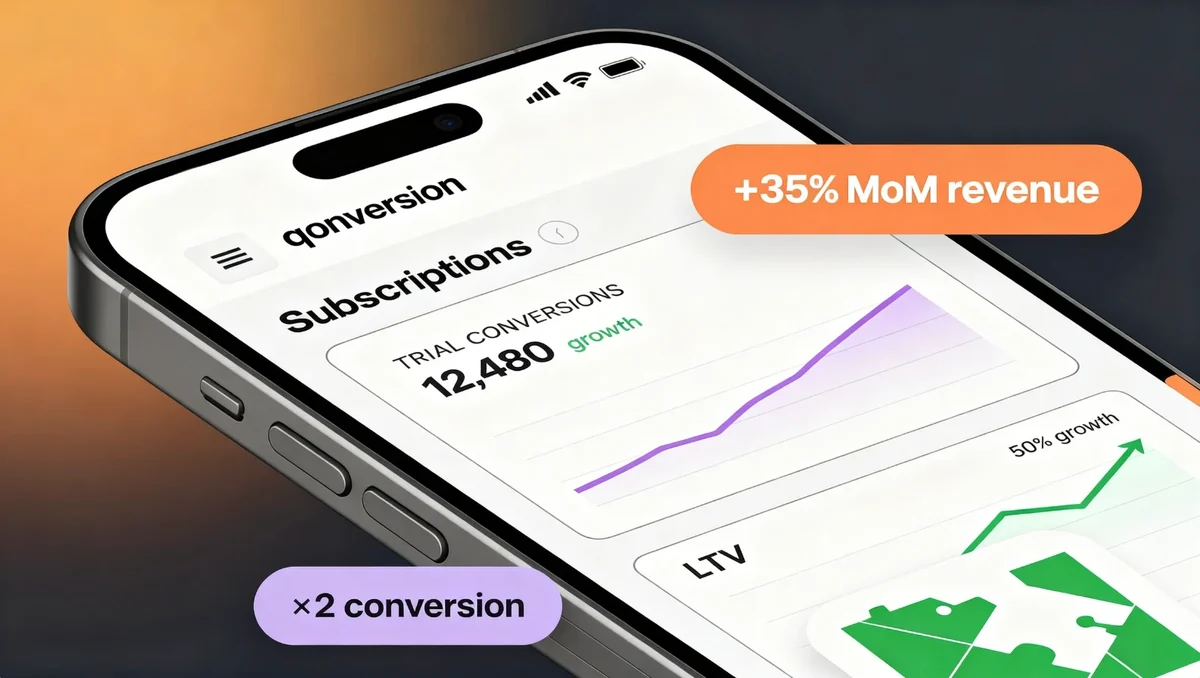 qonversion
+35% MoM revenue
Subscriptions
TRIAL CONVERSIONS
12,480 growth
50% growth
LTV
×2 conversion